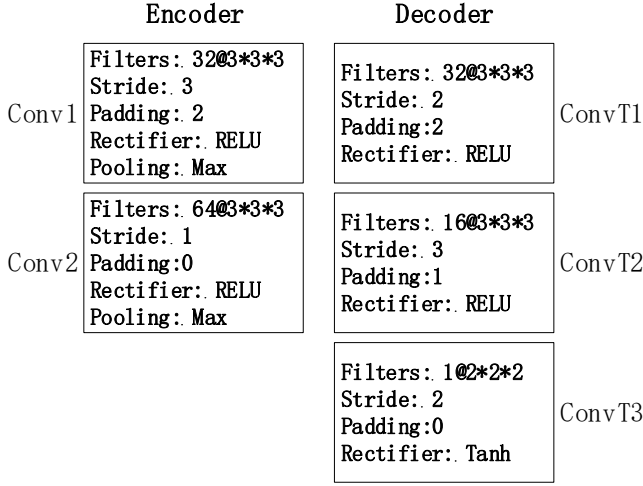 Encoder
Decoder
Conv1
Filters: 32@3*3*3
Stride: 3
Padding: 2
Rectifier: RELU
Pooling: Max
Filters: 32@3*3*3
Stride: 2
Padding:2
Rectifier: RELU
ConvT1
Conv2
Filters: 64@3*3*3
Stride: 1
Padding:0
Rectifier: RELU
Pooling: Max
Filters: 16@3*3*3
Stride: 3
Padding:1
Rectifier: RELU
ConvT2
Filters: 1@2*2*2
Stride: 2
Padding:0
Rectifier: Tanh
ConvT3